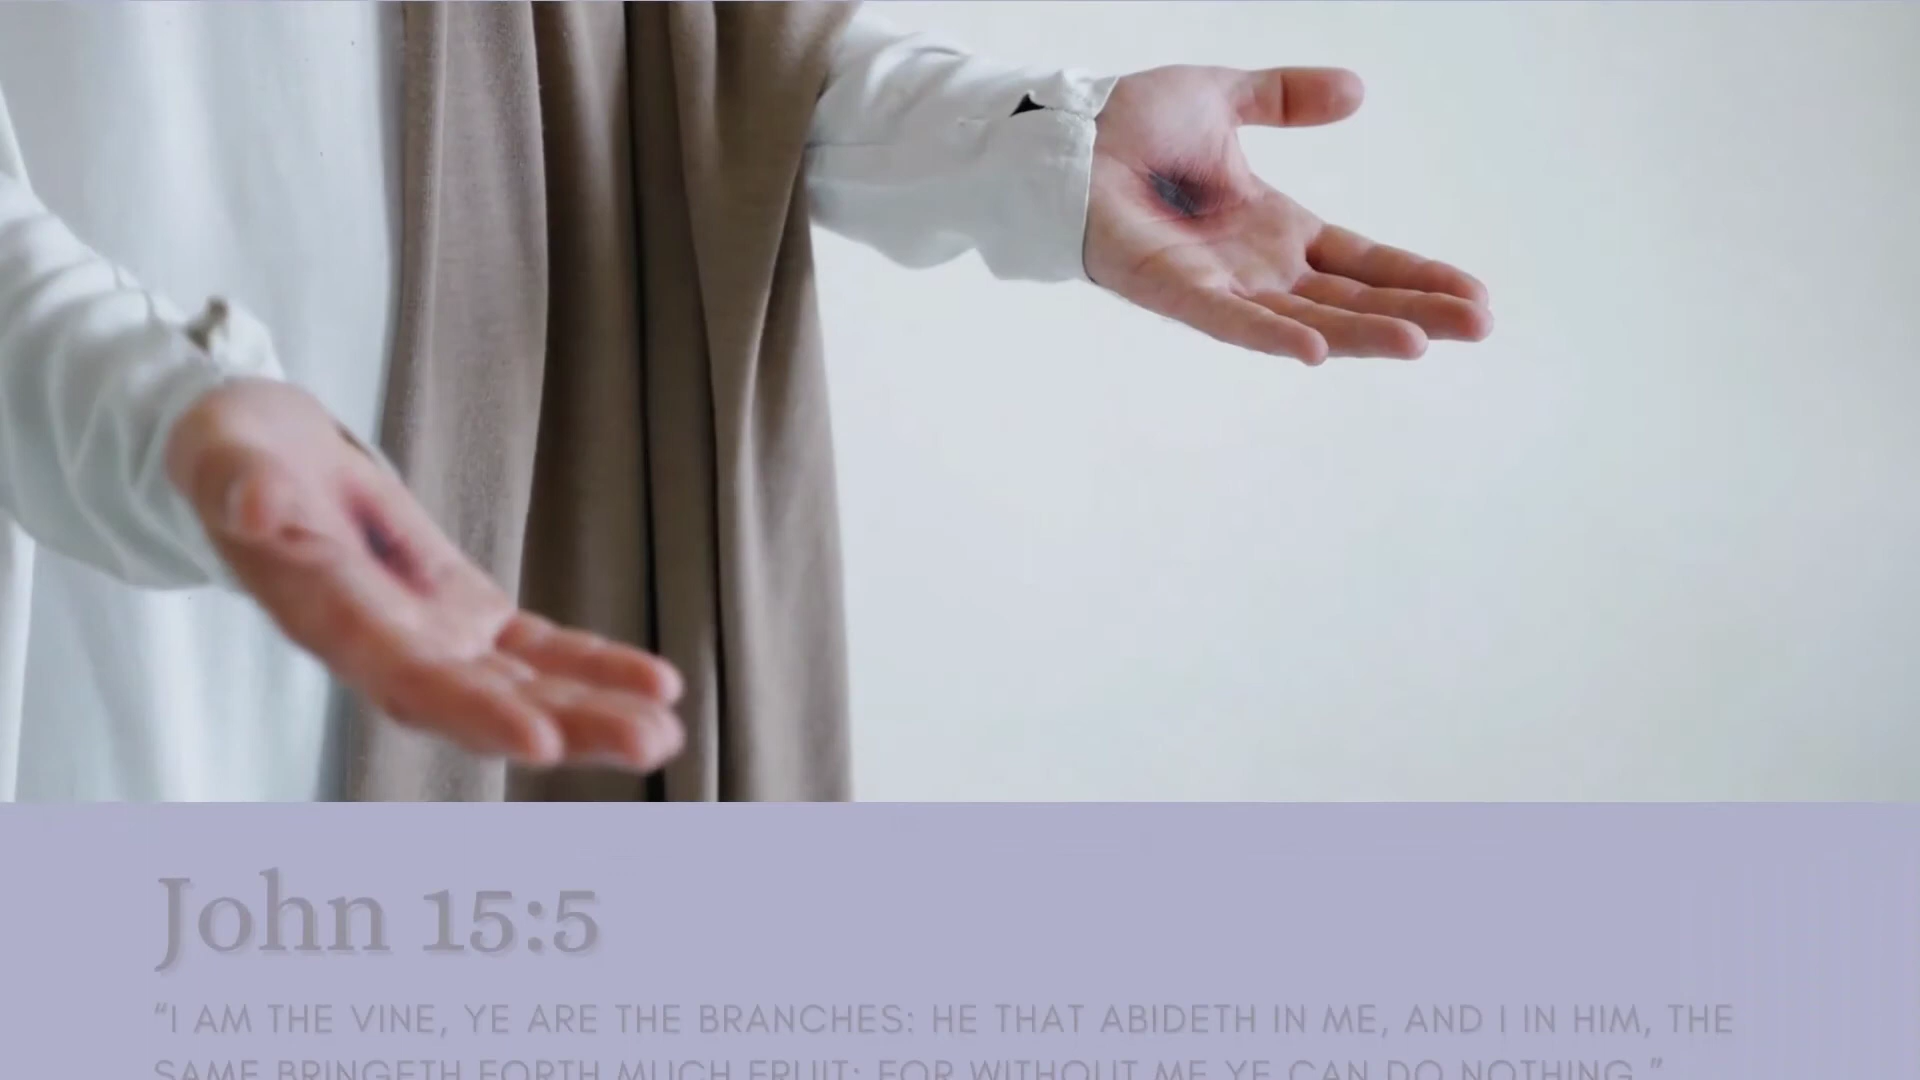 John 15:5
“I AM THE VINE, YE ARE THE BRANCHES: HE THAT ABIDETH IN ME, AND I IN HIM, THE
SAME BRINGETH FORTH MUCH FRUIT: FOR WITHOUT ME YE CAN DO NOTHING.”